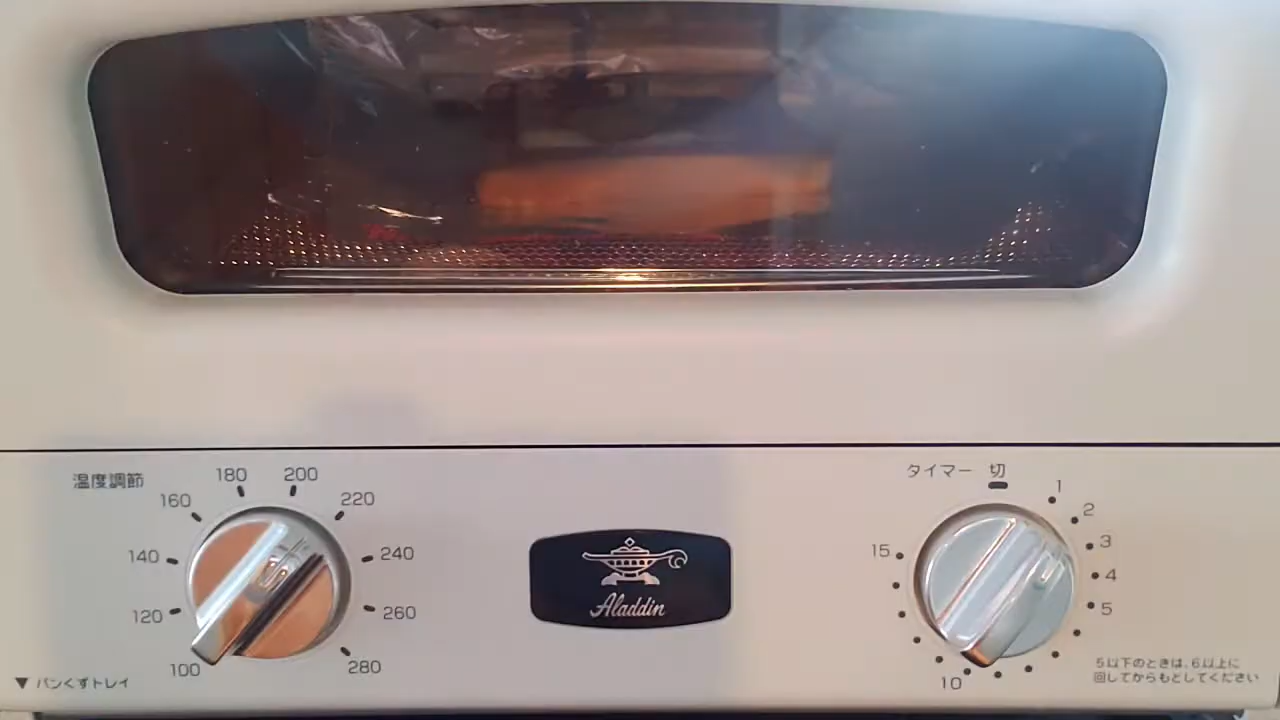 温度調節
100
120
140
160
180
200
220
240
260
280
▼ パンくずトレイ
Aladdin
タイマー 切
1
2
3
4
5
10
15
5以下のときは、6以上に
回してからもとしてください